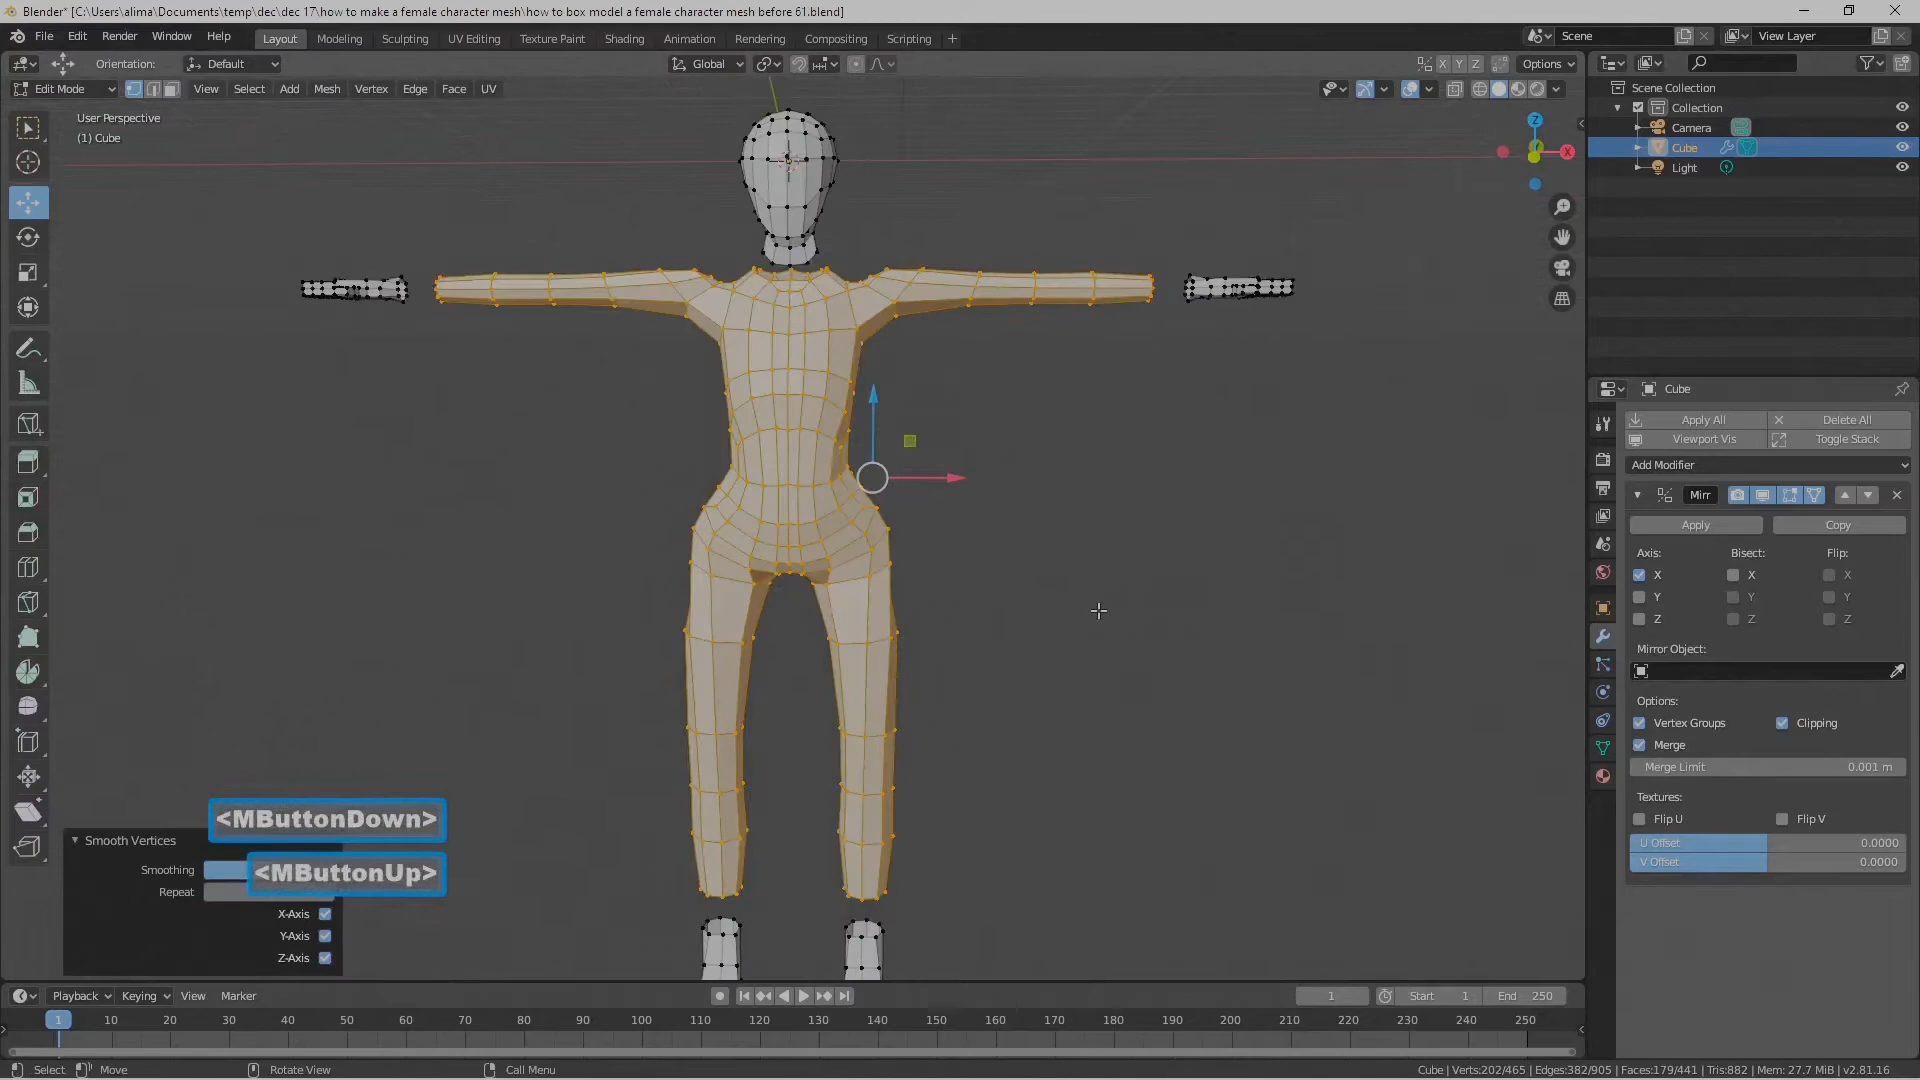 Blender* [C:\Users\alima\Documents\temp\dec\dec 17\how to make a female character mesh\how to box model a female character mesh before 61.blend]
File Edit Render Window Help Layout Modeling Sculpting UV Editing Texture Paint Shading Animation Rendering Compositing Scripting + Scene View Layer
Orientation: Default Global X Y Z Options
Edit Mode View Select Add Mesh Vertex Edge Face UV
User Perspective
(1) Cube
Z
X
Scene Collection
Collection
Camera
Cube
Light
Cube
Apply All Delete All
Viewport Vis Toggle Stack
Add Modifier
Mirr
Apply Copy
Axis: Bisect: Flip:
X X X
Y Y Y
Z Z Z
Mirror Object:
Options:
Vertex Groups Clipping
Merge
Merge Limit 0.001 m
Textures:
Flip U Flip V
U Offset 0.0000
V Offset 0.0000
<MButtonDown>
<MButtonUp>
Smooth Vertices
Smoothing
Repeat
X-Axis
Y-Axis
Z-Axis
Playback Keying View Marker 1 Start 1 End 250
1 10 20 30 40 50 60 70 80 90 100 110 120 130 140 150 160 170 180 190 200 210 220 230 240 250
Select Move Rotate View Call Menu Cube | Verts:202/465 | Edges:382/905 | Faces:179/441 | Tris:882 | Mem: 27.7 MiB | v2.81.16